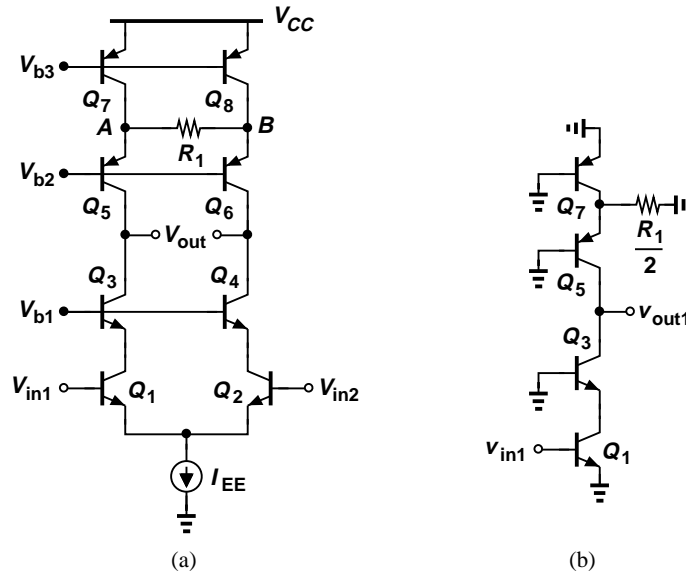 V_CC
V_b3
Q_7
Q_8
A
B
R_1
V_b2
Q_5
Q_6
V_out
Q_3
Q_4
V_b1
V_in1
Q_1
Q_2
V_in2
I_EE
(a)
Q_7
R_1
2
Q_5
v_out1
Q_3
v_in1
Q_1
(b)